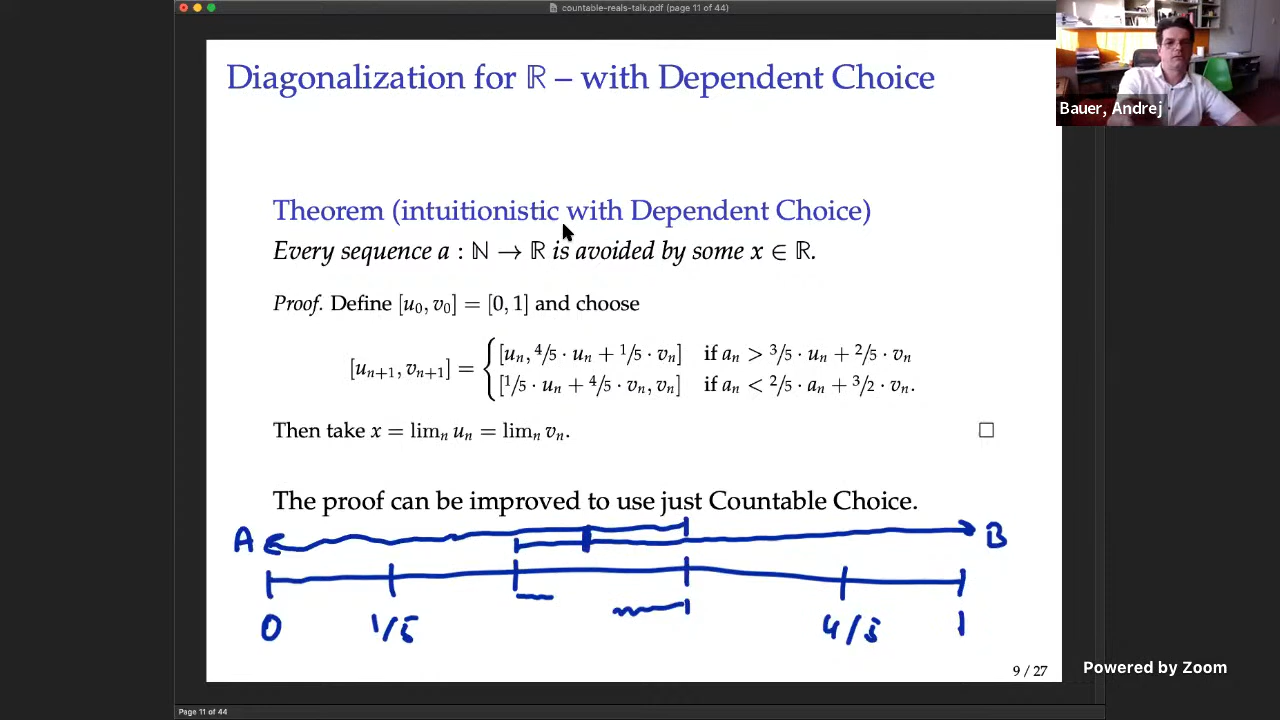 countable-reals-talk.pdf (page 11 of 44)
Diagonalization for ℝ – with Dependent Choice
Bauer, Andrej
Theorem (intuitionistic with Dependent Choice)
Every sequence a : ℕ → ℝ is avoided by some x ∈ ℝ.
Proof. Define [u₀, v₀] = [0, 1] and choose
[uₙ₊₁, vₙ₊₁] = { [uₙ, 4/5 · uₙ + 1/5 · vₙ] if aₙ > 3/5 · uₙ + 2/5 · vₙ
[1/5 · uₙ + 4/5 · vₙ, vₙ] if aₙ < 2/5 · aₙ + 3/2 · vₙ.
Then take x = limₙ uₙ = limₙ vₙ. □
The proof can be improved to use just Countable Choice.
A B
0 1/5 4/5 1
9 / 27
Powered by Zoom
Page 11 of 44